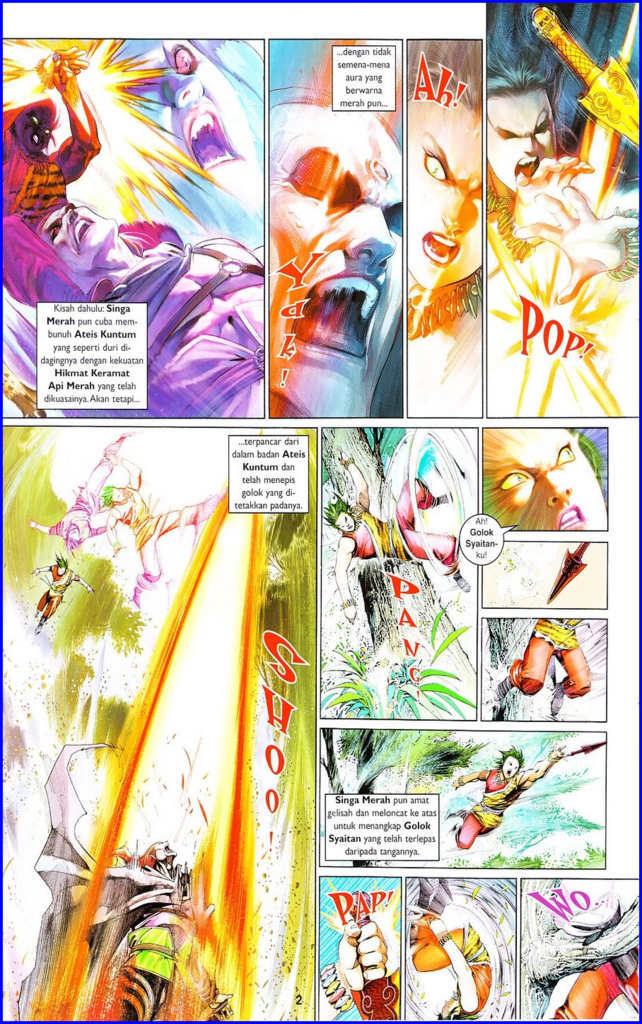 Kisah dahulu: Singa
Merah pun cuba mem-
bunuh Ateis Kuntum
yang seperti duri di-
dagingnya dengan kekuatan
Hikmat Keramat
Api Merah yang telah
dikuasainya. Akan tetapi...
...dengan tidak
semena-mena
aura yang
berwarna
merah pun...
Yak!
Ah!
POP!
...terpancar dari
dalam badan Ateis
Kuntum dan
telah menepis
golok yang di-
tetakkan padanya.
SHOO!
PANG
Ah!
Golok
Syaitan-
ku!
Singa Merah pun amat
gelisah dan meloncat ke atas
untuk menangkap Golok
Syaitan yang telah terlepas
daripada tangannya.
PAP!
WO..
2